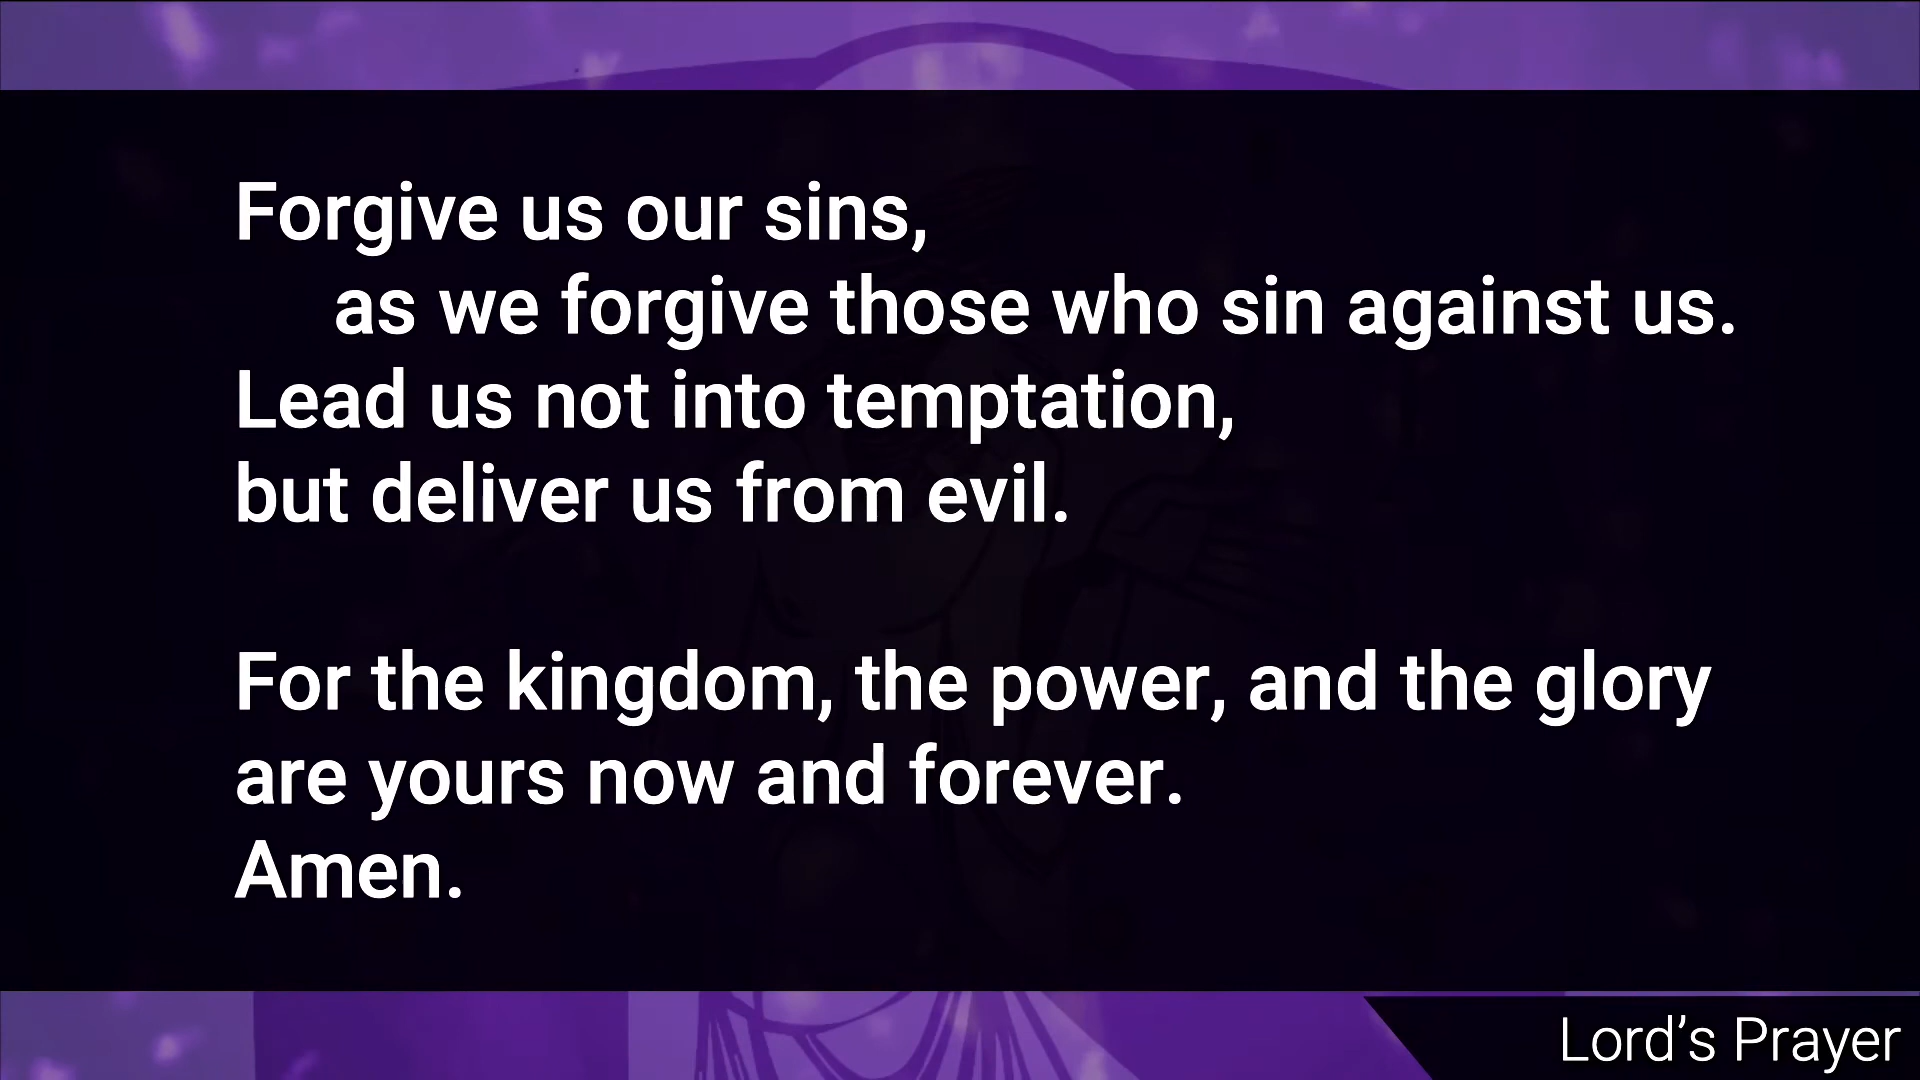 Forgive us our sins,
as we forgive those who sin against us.
Lead us not into temptation,
but deliver us from evil.
For the kingdom, the power, and the glory
are yours now and forever.
Amen.
Lord’s Prayer